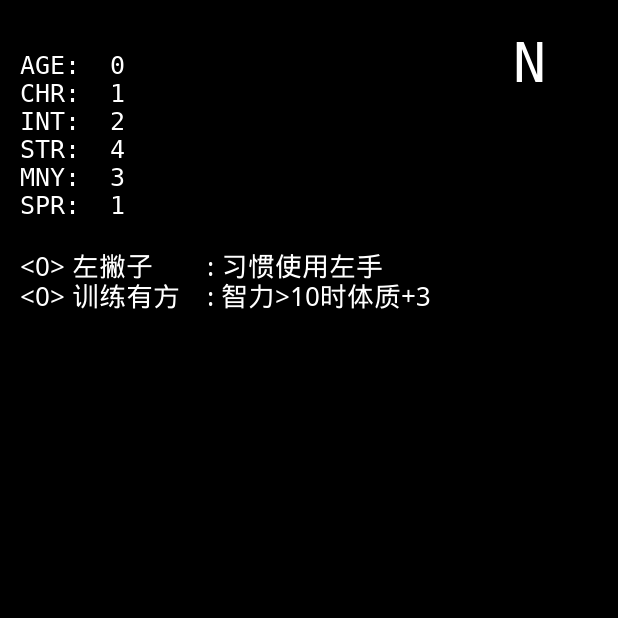 N
AGE: 0
CHR: 1
INT: 2
STR: 4
MNY: 3
SPR: 1
<0> 左撇子 : 习惯使用左手
<0> 训练有方 : 智力>10时体质+3